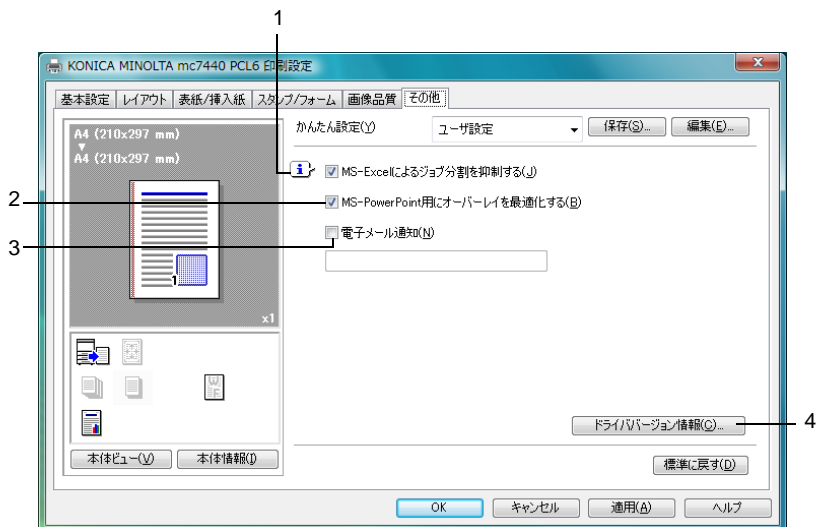 1
KONICA MINOLTA mc7440 PCL6 印刷設定
基本設定 レイアウト 表紙/挿入紙 スタンプ/フォーム 画像品質 その他
A4 (210x297 mm)
A4 (210x297 mm)
かんたん設定(Y) ユーザ設定 保存(S)... 編集(E)...
MS-Excelによるジョブ分割を抑制する(J)
2
MS-PowerPoint用にオーバーレイを最適化する(B)
3
電子メール通知(N)
1
x1
ドライババージョン情報(C)...
4
本体ビュー(V) 本体情報(I)
標準に戻す(D)
OK キャンセル 適用(A) ヘルプ